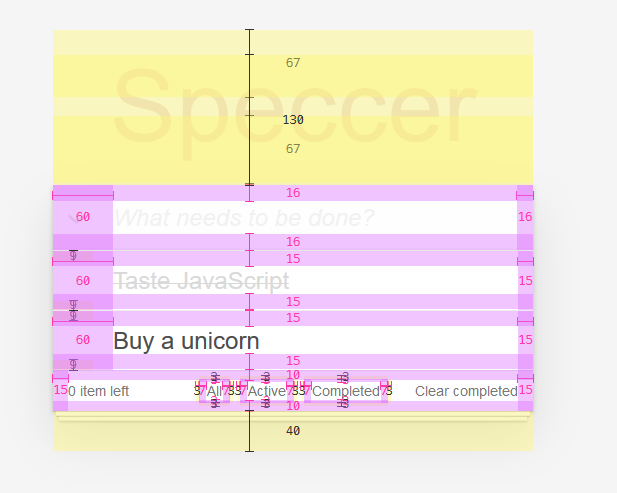 67
Speccer
130
67
16
60 What needs to be done? 16
16
15
60 Taste JavaScript 15
15
15
60 Buy a unicorn 15
15
10
15 0 item left All Active Completed Clear completed 15
10
40